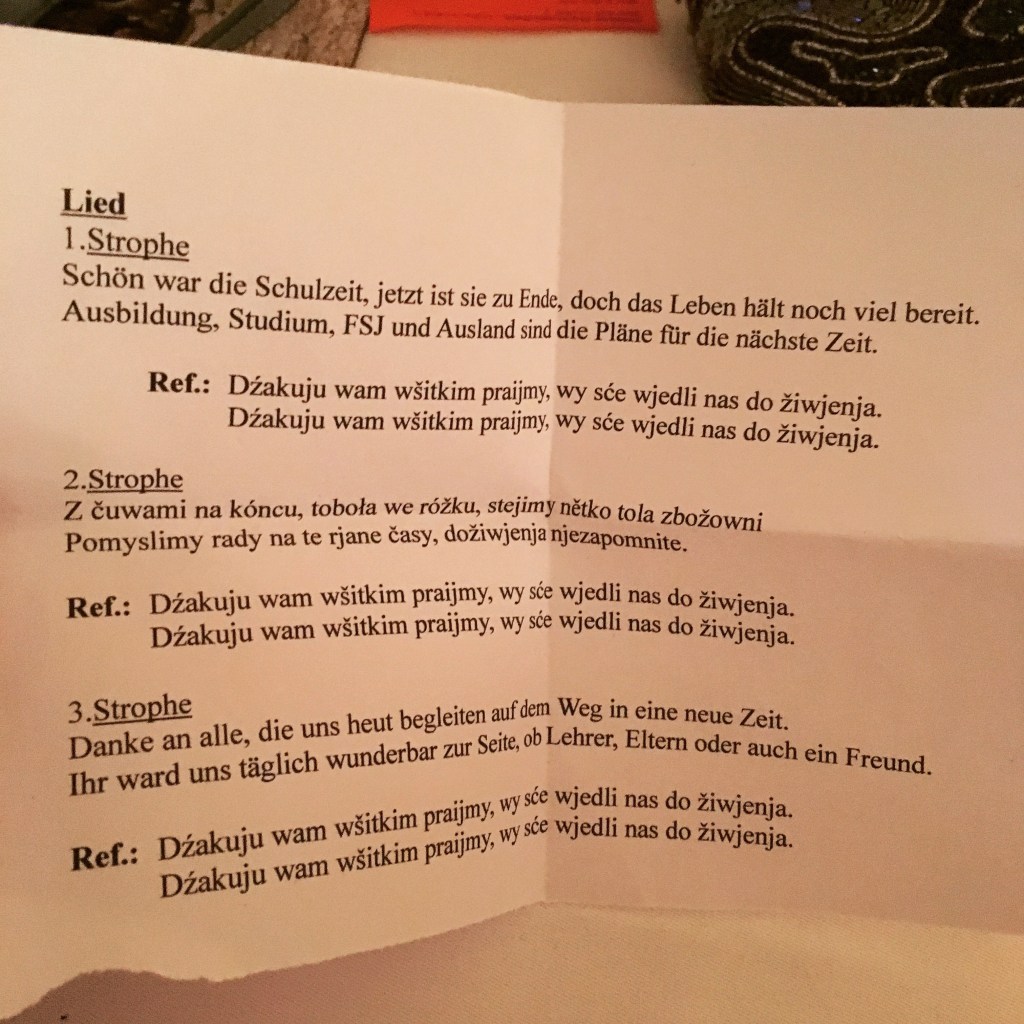 Lied
1.Strophe
Schön war die Schulzeit, jetzt ist sie zu Ende, doch das Leben hält noch viel bereit.
Ausbildung, Studium, FSJ und Ausland sind die Pläne für die nächste Zeit.
Ref.: Dźakuju wam wšitkim praijmy, wy sće wjedli nas do žiwjenja.
Dźakuju wam wšitkim praijmy, wy sće wjedli nas do žiwjenja.
2.Strophe
Z čuwami na kóncu, toboła we róžku, stejimy nětko tola zbožowni
Pomyslimy rady na te rjane časy, dožiwjenja njezapomnite.
Ref.: Dźakuju wam wšitkim praijmy, wy sće wjedli nas do žiwjenja.
Dźakuju wam wšitkim praijmy, wy sće wjedli nas do žiwjenja.
3.Strophe
Danke an alle, die uns heut begleiten auf dem Weg in eine neue Zeit.
Ihr ward uns täglich wunderbar zur Seite, ob Lehrer, Eltern oder auch ein Freund.
Ref.: Dźakuju wam wšitkim praijmy, wy sće wjedli nas do žiwjenja.
Dźakuju wam wšitkim praijmy, wy sće wjedli nas do žiwjenja.